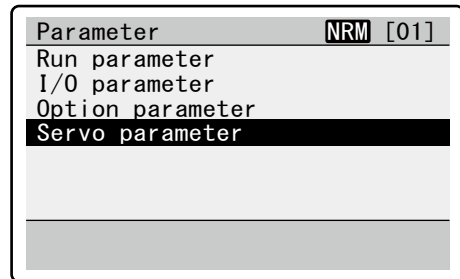 Parameter NRM [01]
Run parameter
I/O parameter
Option parameter
Servo parameter